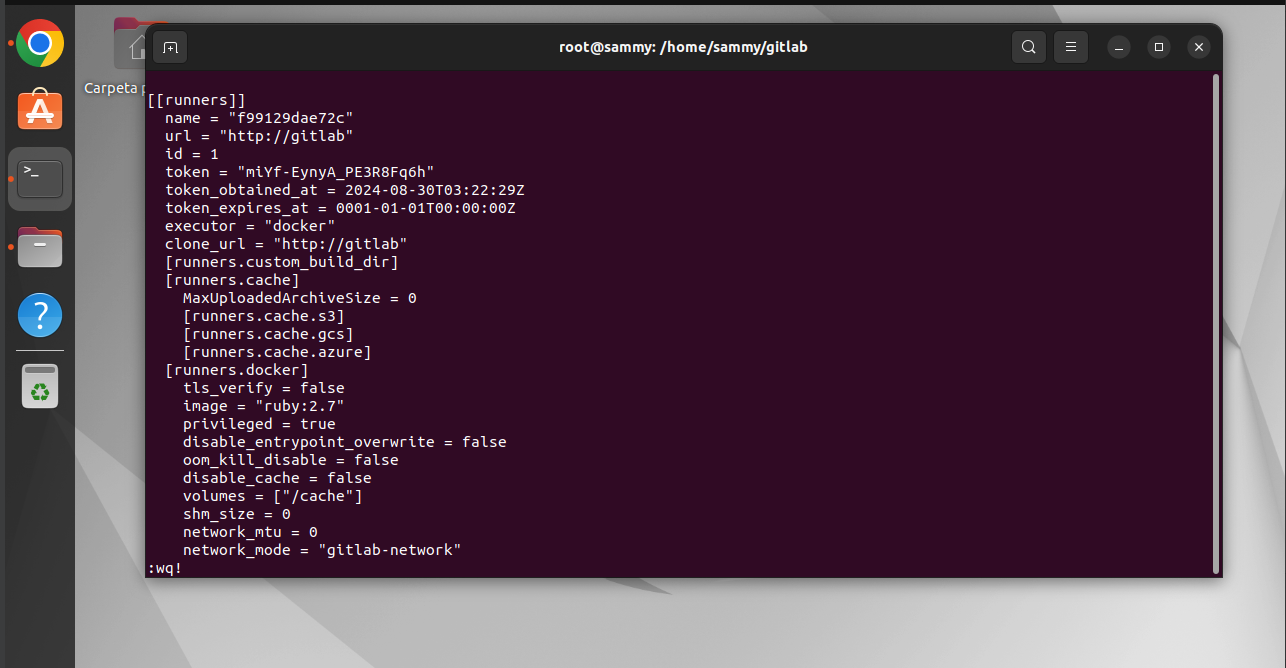 root@sammy: /home/sammy/gitlab
Carpeta
[[runners]]
name = "f99129dae72c"
url = "http://gitlab"
id = 1
token = "miYf-EynyA_PE3R8Fq6h"
token_obtained_at = 2024-08-30T03:22:29Z
token_expires_at = 0001-01-01T00:00:00Z
executor = "docker"
clone_url = "http://gitlab"
[runners.custom_build_dir]
[runners.cache]
MaxUploadedArchiveSize = 0
[runners.cache.s3]
[runners.cache.gcs]
[runners.cache.azure]
[runners.docker]
tls_verify = false
image = "ruby:2.7"
privileged = true
disable_entrypoint_overwrite = false
oom_kill_disable = false
disable_cache = false
volumes = ["/cache"]
shm_size = 0
network_mtu = 0
network_mode = "gitlab-network"
:wq!